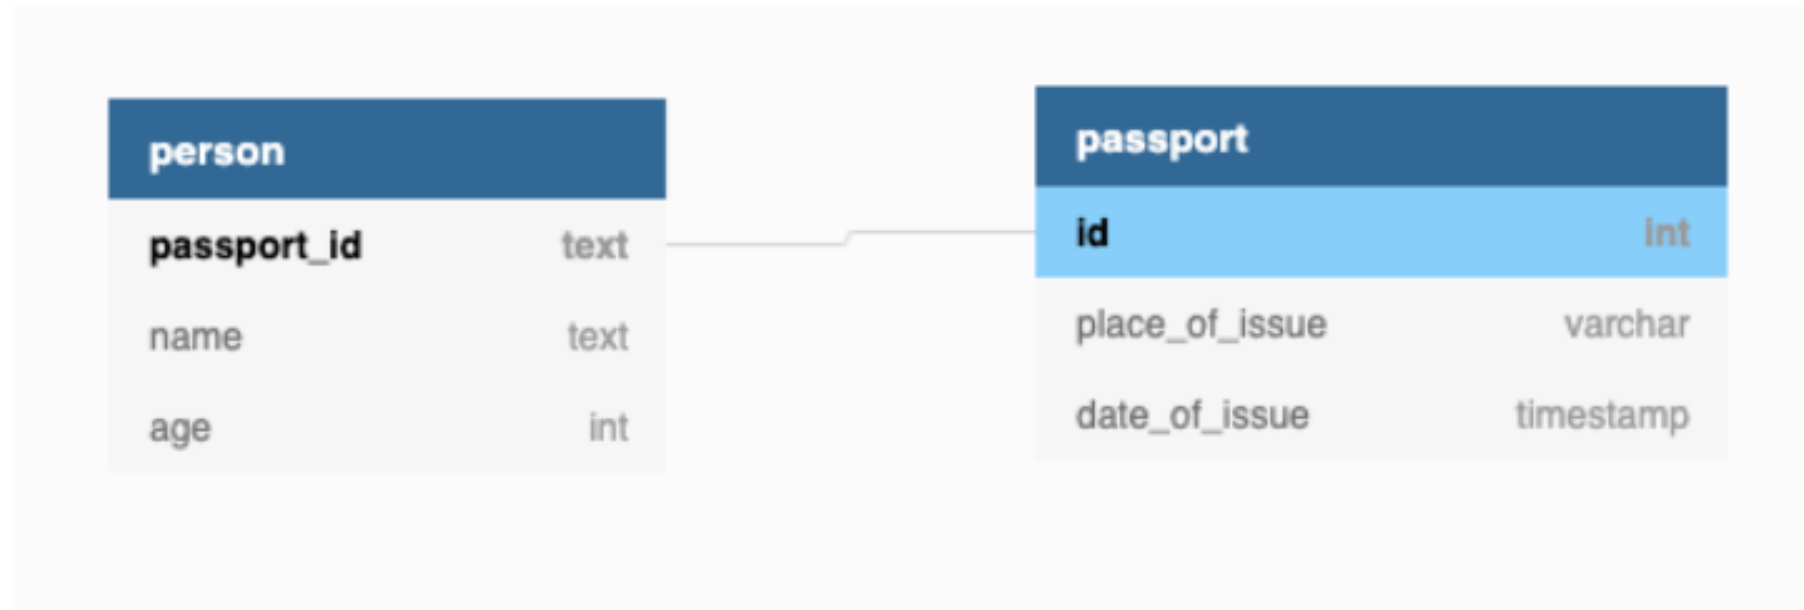 person
passport_id text
name text
age int
passport
id int
place_of_issue varchar
date_of_issue timestamp